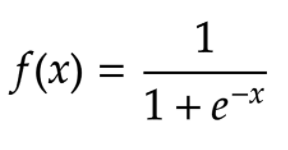 f(x) = 1 / (1 + e^{-x})